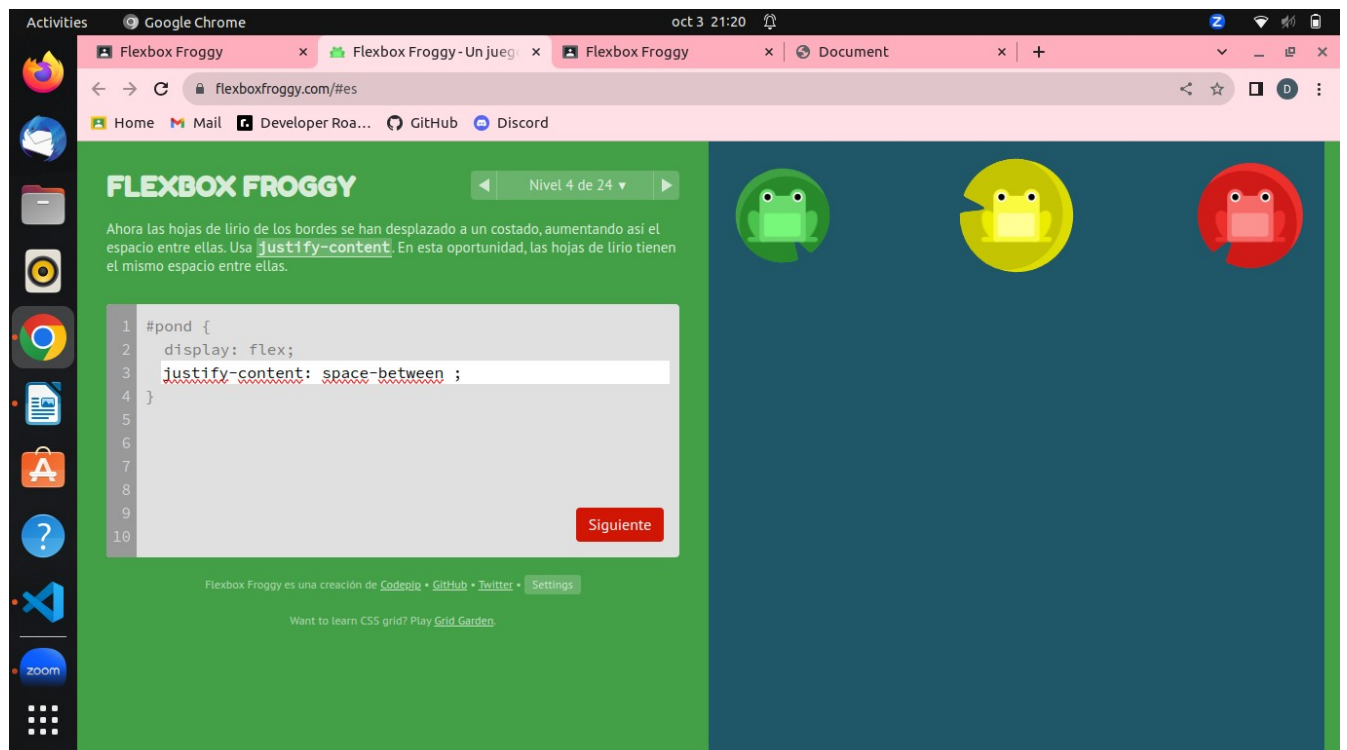 Activities Google Chrome oct 3 21:20 Z
Flexbox Froggy × Flexbox Froggy - Un jueg × Flexbox Froggy × Document × +
flexboxfroggy.com/#es D
Home Mail Developer Roa... GitHub Discord
FLEXBOX FROGGY
◀ Nivel 4 de 24 ▾ ▶
Ahora las hojas de lirio de los bordes se han desplazado a un costado, aumentando así el
espacio entre ellas. Usa justify-content. En esta oportunidad, las hojas de lirio tienen
el mismo espacio entre ellas.
1 #pond {
2 display: flex;
3 justify-content: space-between ;
4 }
5
6
7
8
9
10
Siguiente
Flexbox Froggy es una creación de Codepip • GitHub • Twitter • Settings
Want to learn CSS grid? Play Grid Garden.
zoom